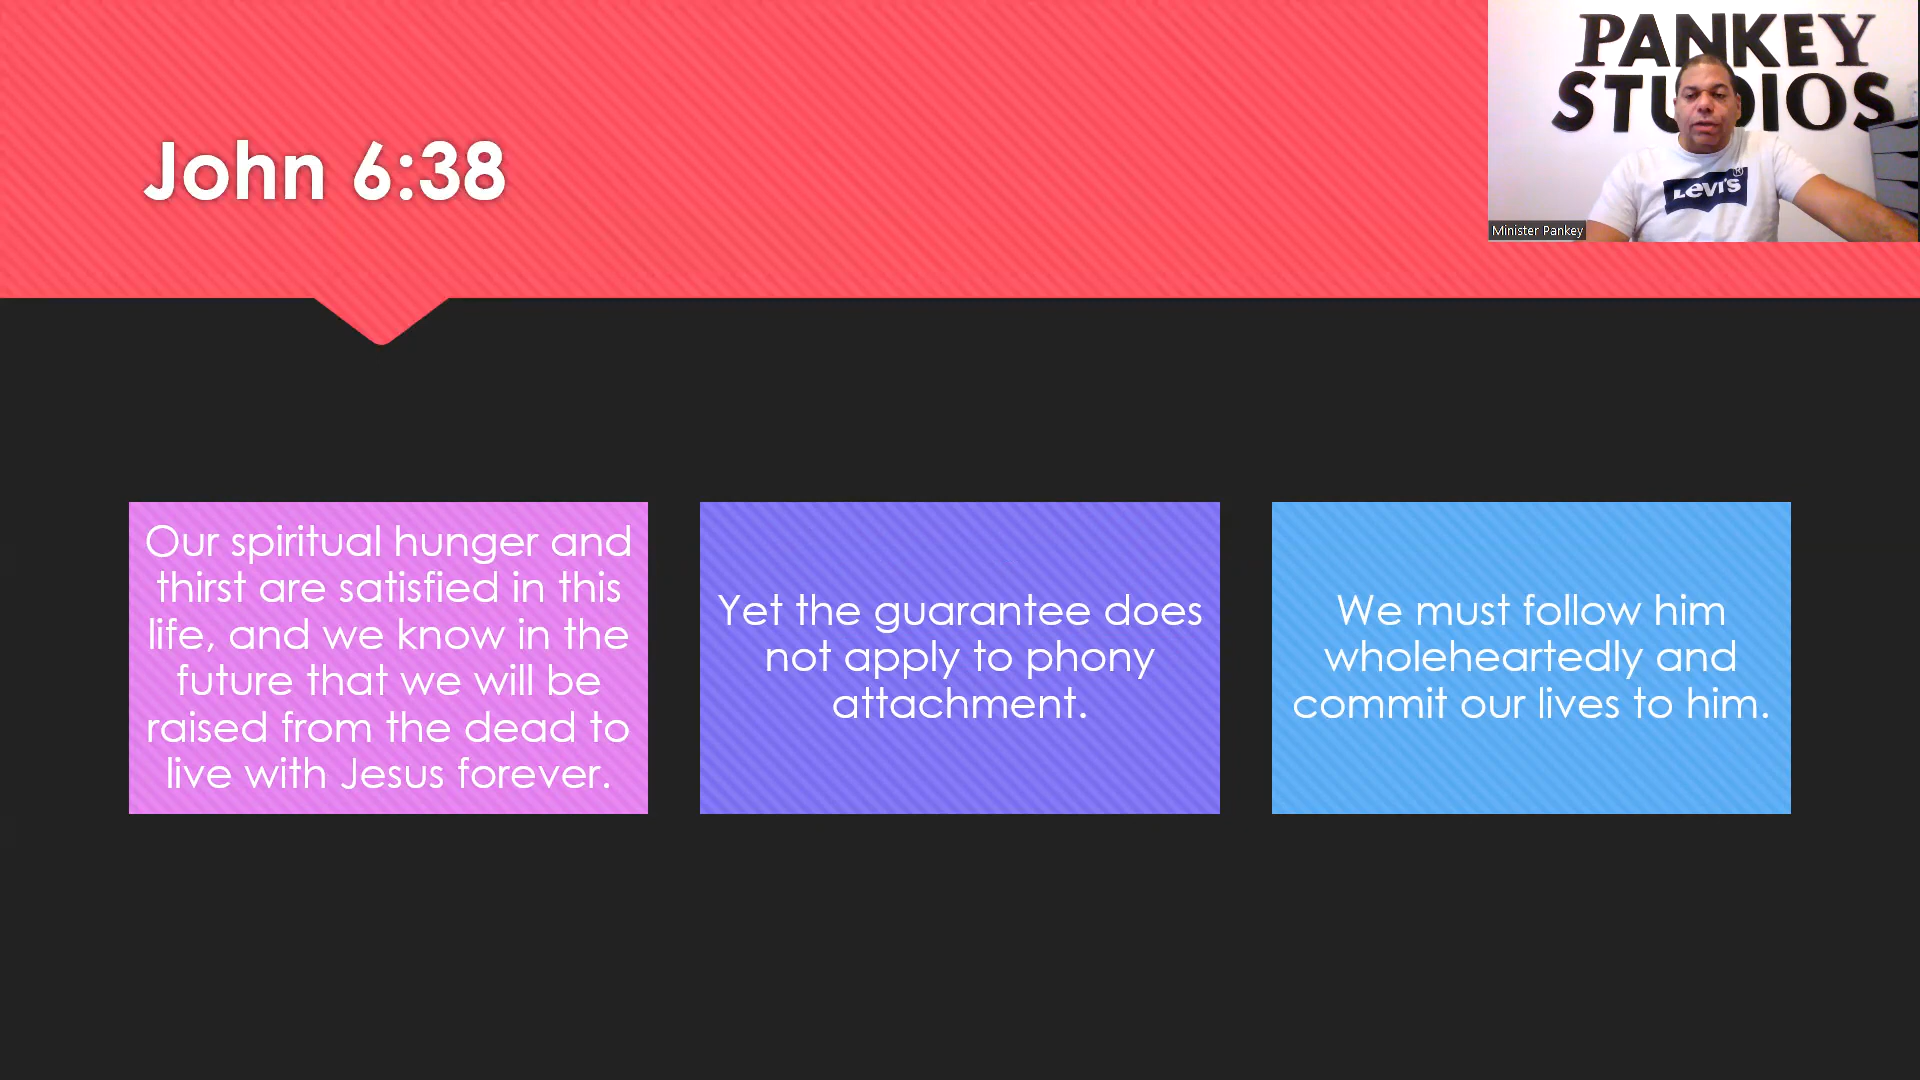 PANKEY
STUDIOS
John 6:38
LEVI'S
®
Minister Pankey
Our spiritual hunger and
thirst are satisfied in this
life, and we know in the
future that we will be
raised from the dead to
live with Jesus forever.
Yet the guarantee does
not apply to phony
attachment.
We must follow him
wholeheartedly and
commit our lives to him.